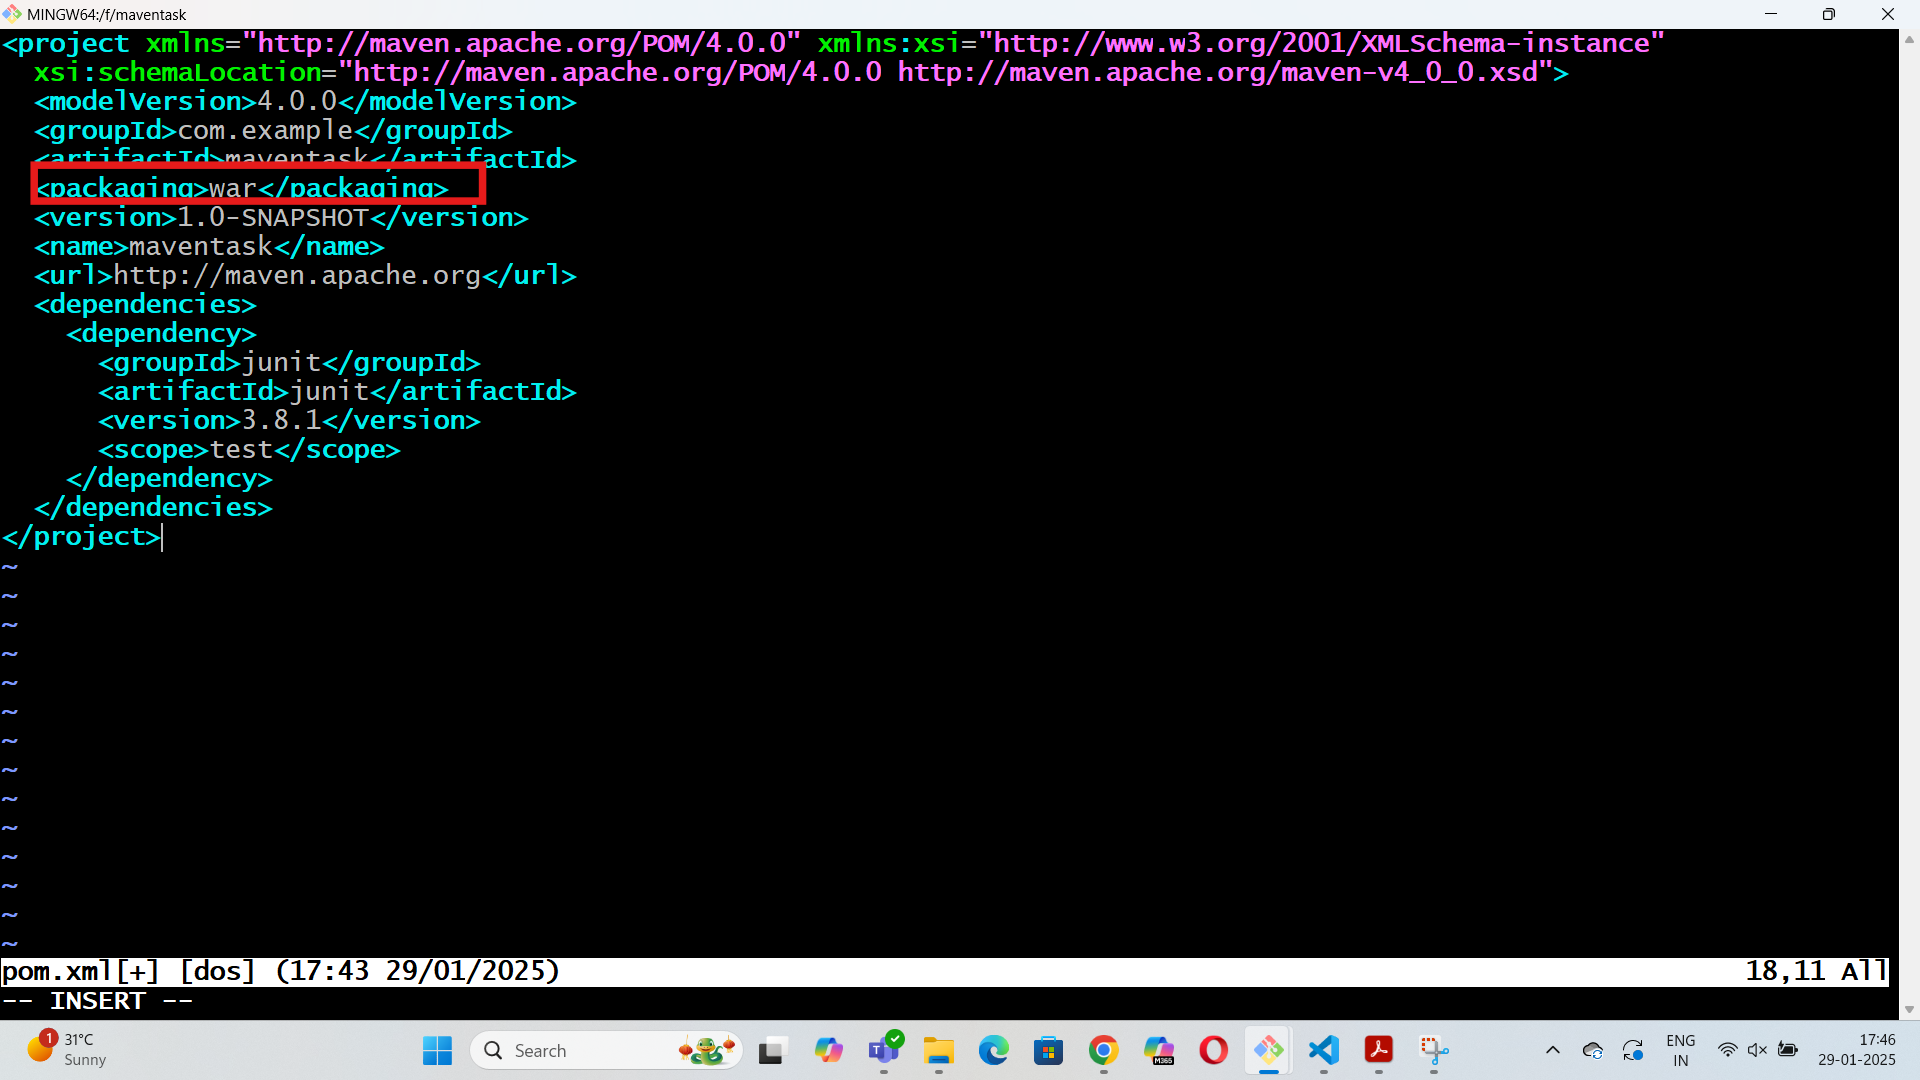 MINGW64:/f/maventask
<project xmlns="http://maven.apache.org/POM/4.0.0" xmlns:xsi="http://www.w3.org/2001/XMLSchema-instance"
  xsi:schemaLocation="http://maven.apache.org/POM/4.0.0 http://maven.apache.org/maven-v4_0_0.xsd">
  <modelVersion>4.0.0</modelVersion>
  <groupId>com.example</groupId>
  <artifactId>maventask</artifactId>
  <packaging>war</packaging>
  <version>1.0-SNAPSHOT</version>
  <name>maventask</name>
  <url>http://maven.apache.org</url>
  <dependencies>
    <dependency>
      <groupId>junit</groupId>
      <artifactId>junit</artifactId>
      <version>3.8.1</version>
      <scope>test</scope>
    </dependency>
  </dependencies>
</project>
~
~
~
~
~
~
~
~
~
~
~
~
~
~
pom.xml[+] [dos] (17:43 29/01/2025) 18,11 All
-- INSERT --
1
31°C
Sunny
Search
T
M365
ENG
IN
17:46
29-01-2025